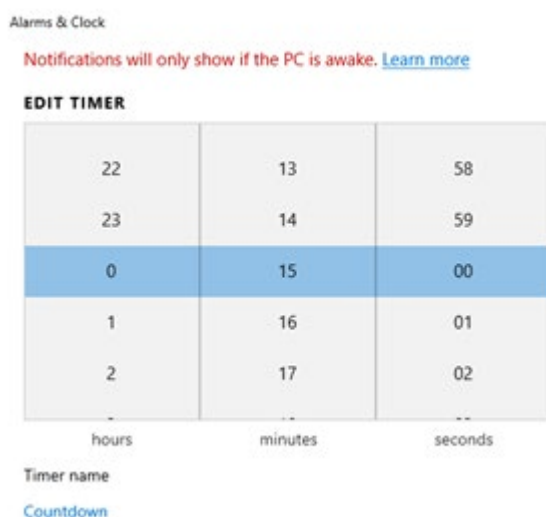 Alarms & Clock
Notifications will only show if the PC is awake. Learn more
EDIT TIMER
22 13 58
23 14 59
0 15 00
1 16 01
2 17 02
hours minutes seconds
Timer name
Countdown